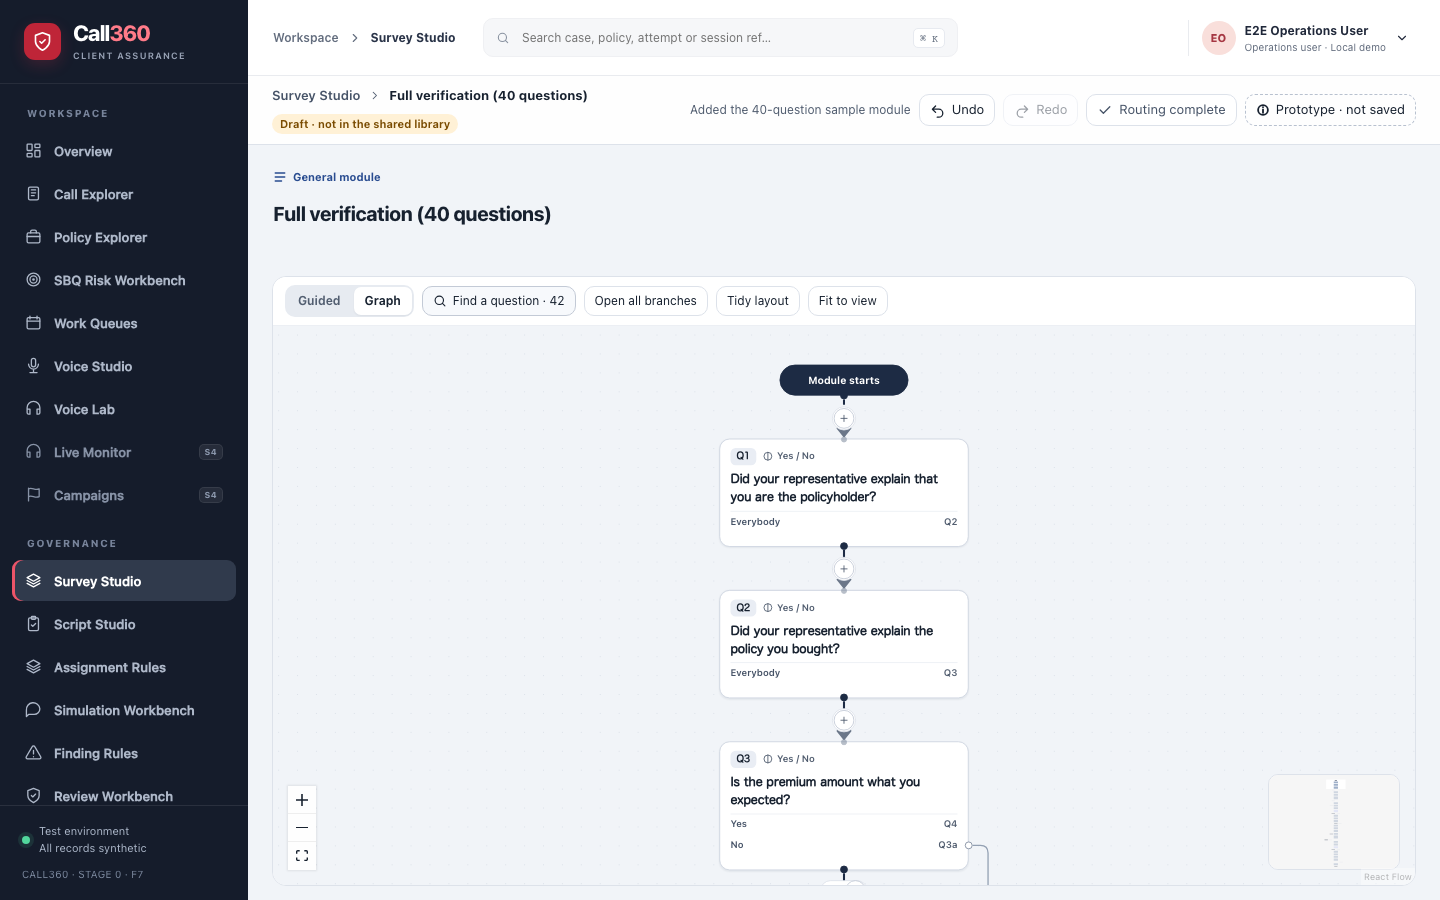 Call360
CLIENT ASSURANCE
WORKSPACE
Overview
Call Explorer
Policy Explorer
SBQ Risk Workbench
Work Queues
Voice Studio
Voice Lab
Live Monitor S4
Campaigns S4
GOVERNANCE
Survey Studio
Script Studio
Assignment Rules
Simulation Workbench
Finding Rules
Review Workbench
Test environment
All records synthetic
CALL360 · STAGE 0 · F7
Workspace > Survey Studio
Search case, policy, attempt or session ref...
⌘ K
EO
E2E Operations User
Operations user · Local demo
Survey Studio > Full verification (40 questions)
Draft · not in the shared library
Added the 40-question sample module
Undo
Redo
Routing complete
Prototype · not saved
General module
Full verification (40 questions)
Guided
Graph
Find a question · 42
Open all branches
Tidy layout
Fit to view
Module starts
Q1 Yes / No
Did your representative explain that
you are the policyholder?
Everybody Q2
Q2 Yes / No
Did your representative explain the
policy you bought?
Everybody Q3
Q3 Yes / No
Is the premium amount what you
expected?
Yes Q4
No Q3a
React Flow